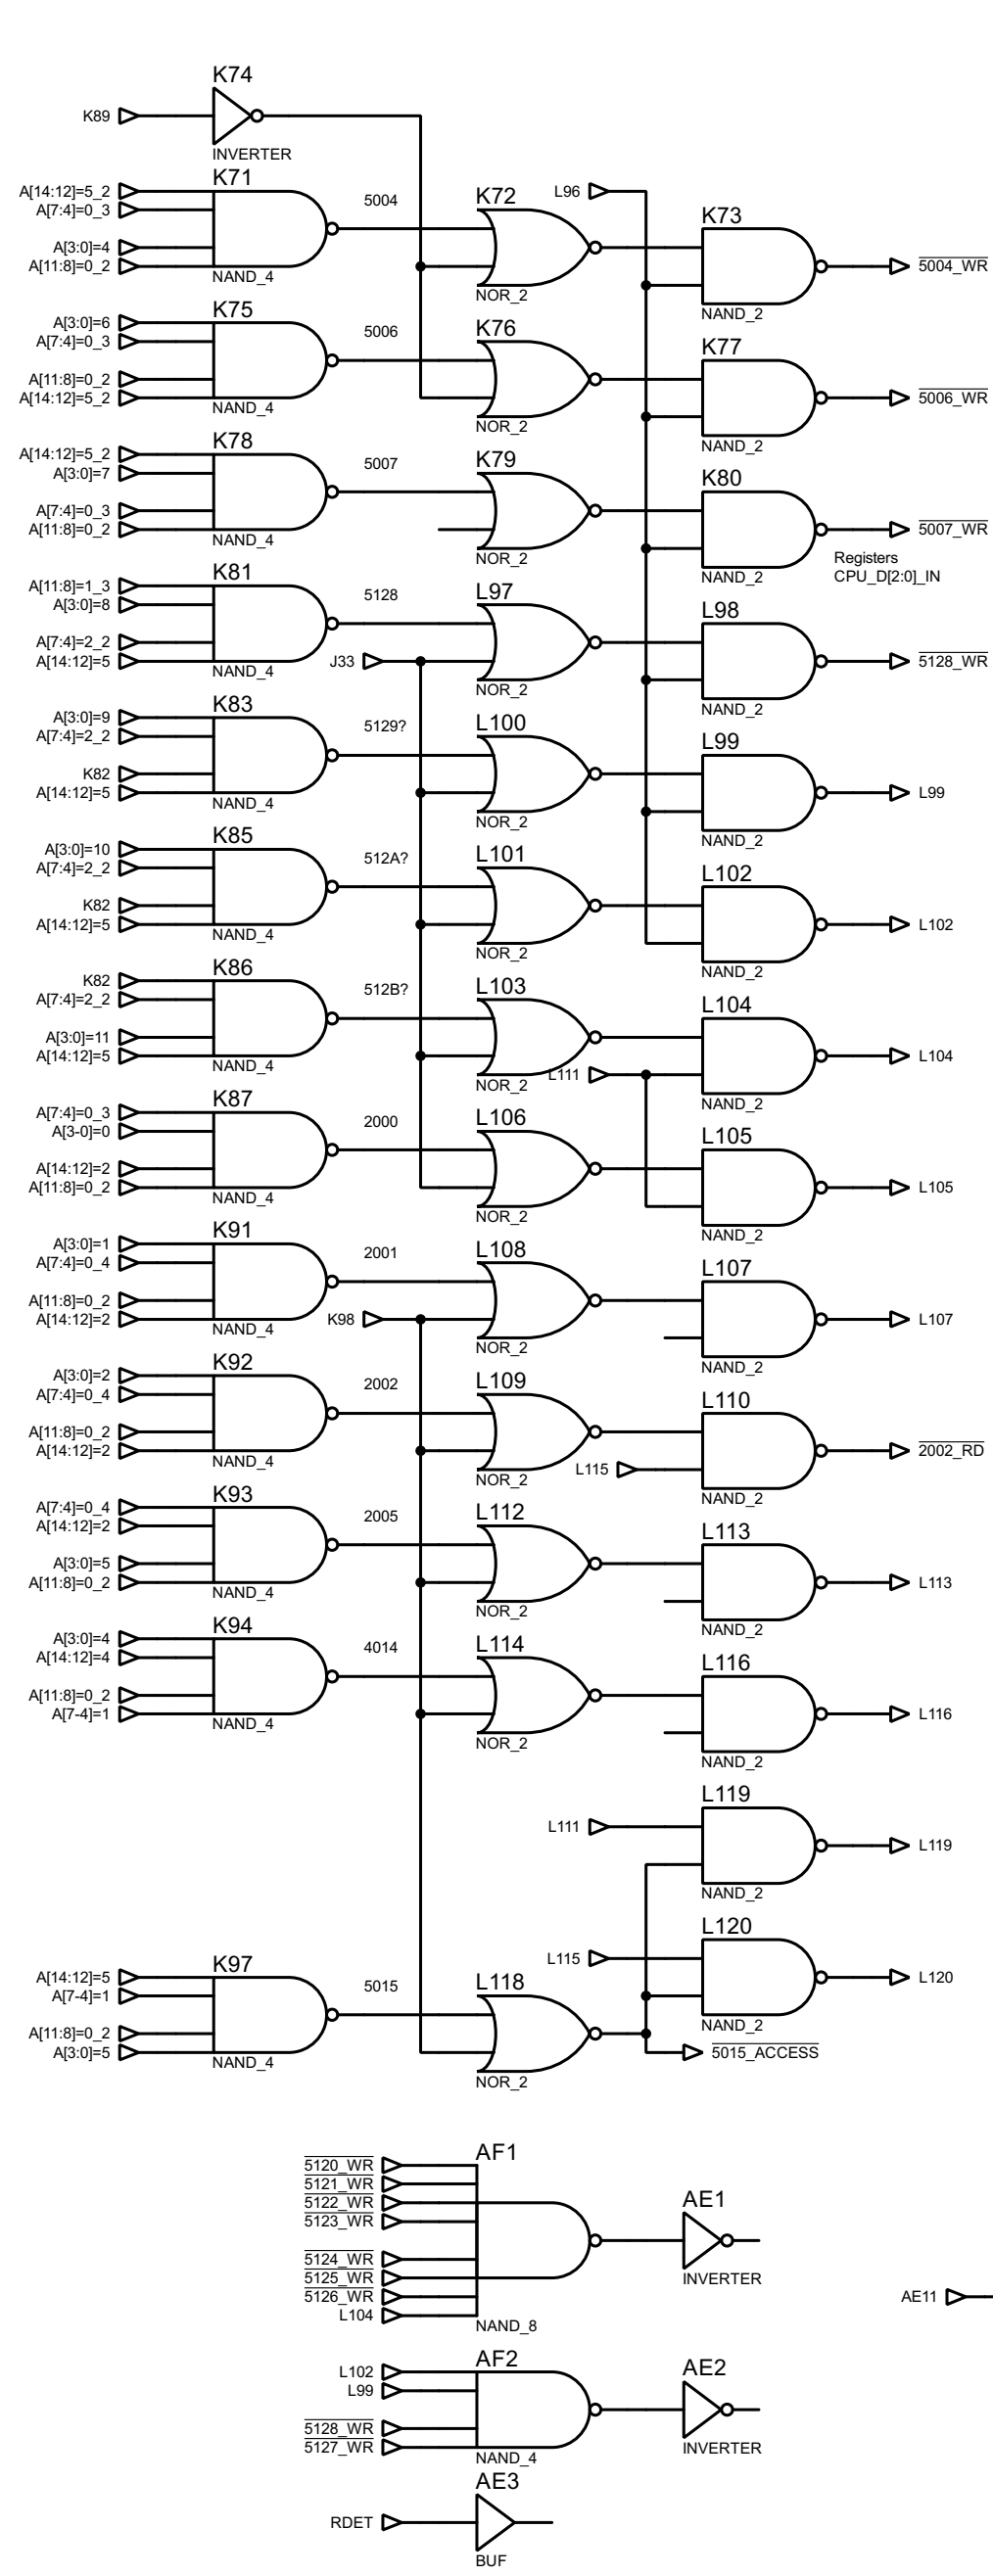 K74
K89
INVERTER
K71
A[14:12]=5_2
A[7:4]=0_3
A[3:0]=4
A[11:8]=0_2
NAND_4
5004
K72
NOR_2
L96
K73
NAND_2
5004_WR
K75
A[3:0]=6
A[7:4]=0_3
A[11:8]=0_2
A[14:12]=5_2
NAND_4
5006
K76
NOR_2
K77
NAND_2
5006_WR
K78
A[14:12]=5_2
A[3:0]=7
A[7:4]=0_3
A[11:8]=0_2
NAND_4
5007
K79
NOR_2
K80
NAND_2
5007_WR
Registers
CPU_D[2:0]_IN
K81
A[11:8]=1_3
A[3:0]=8
A[7:4]=2_2
A[14:12]=5
NAND_4
5128
J33
L97
NOR_2
L98
NAND_2
5128_WR
K83
A[3:0]=9
A[7:4]=2_2
K82
A[14:12]=5
NAND_4
5129?
L100
NOR_2
L99
NAND_2
L99
K85
A[3:0]=10
A[7:4]=2_2
K82
A[14:12]=5
NAND_4
512A?
L101
NOR_2
L102
NAND_2
L102
K86
K82
A[7:4]=2_2
A[3:0]=11
A[14:12]=5
NAND_4
512B?
L103
NOR_2
L111
L104
NAND_2
L104
K87
A[7:4]=0_3
A[3-0]=0
A[14:12]=2
A[11:8]=0_2
NAND_4
2000
L106
NOR_2
L105
NAND_2
L105
K91
A[3:0]=1
A[7:4]=0_4
A[11:8]=0_2
A[14:12]=2
NAND_4
2001
K98
L108
NOR_2
L107
NAND_2
L107
K92
A[3:0]=2
A[7:4]=0_4
A[11:8]=0_2
A[14:12]=2
NAND_4
2002
L109
NOR_2
L115
L110
NAND_2
2002_RD
K93
A[7:4]=0_4
A[14:12]=2
A[3:0]=5
A[11:8]=0_2
NAND_4
2005
L112
NOR_2
L113
NAND_2
L113
K94
A[3:0]=4
A[14:12]=4
A[11:8]=0_2
A[7-4]=1
NAND_4
4014
L114
NOR_2
L116
NAND_2
L116
L119
L111
NAND_2
L119
L120
L115
NAND_2
L120
K97
A[14:12]=5
A[7-4]=1
A[11:8]=0_2
A[3:0]=5
NAND_4
5015
L118
NOR_2
5015_ACCESS
AF1
5120_WR
5121_WR
5122_WR
5123_WR
5124_WR
5125_WR
5126_WR
L104
NAND_8
AE1
INVERTER
AE11
AF2
L102
L99
5128_WR
5127_WR
NAND_4
AE2
INVERTER
AE3
RDET
BUF